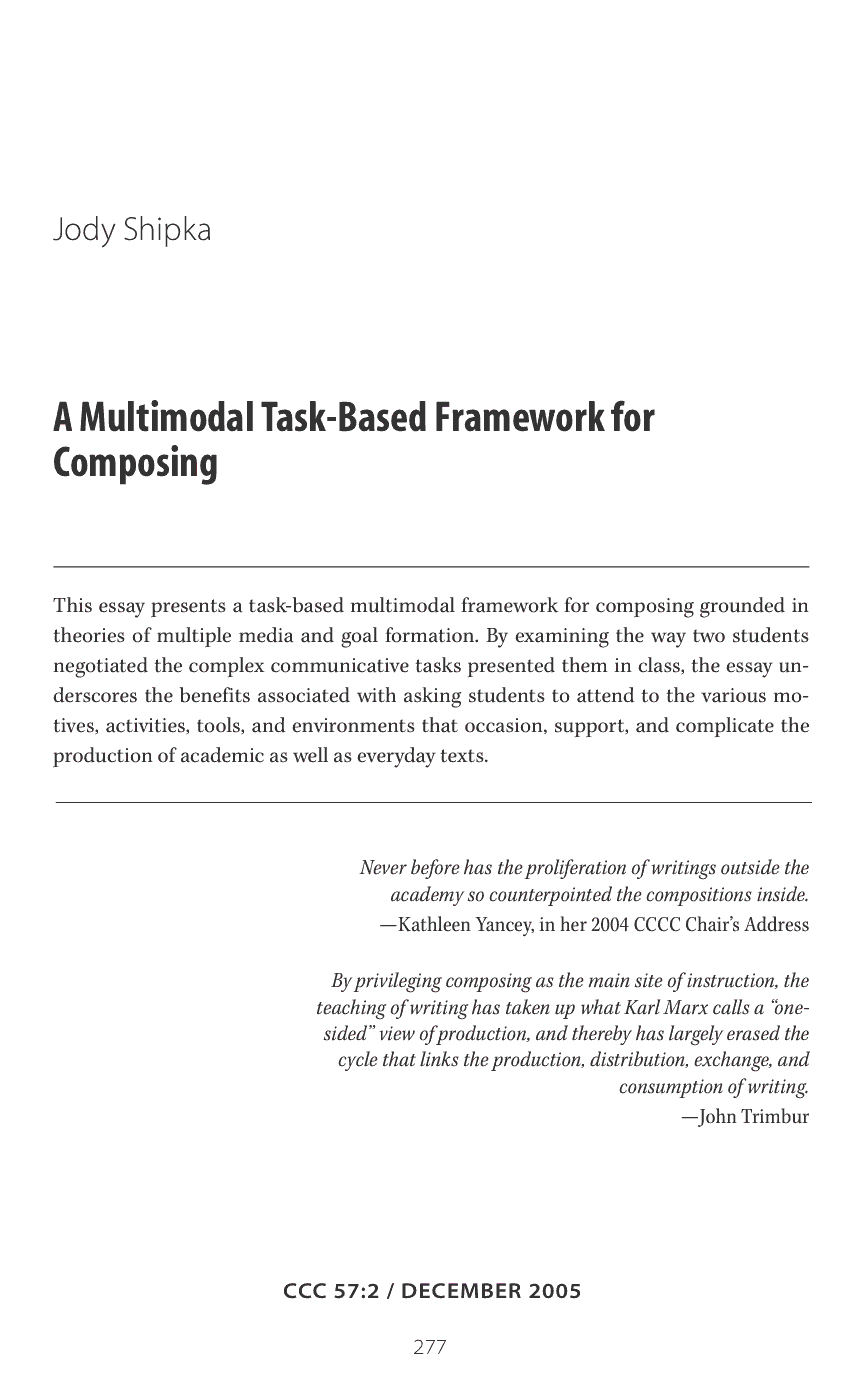 Jody Shipka
A Multimodal Task-Based Framework for
Composing
This essay presents a task-based multimodal framework for composing grounded in
theories of multiple media and goal formation. By examining the way two students
negotiated the complex communicative tasks presented them in class, the essay un-
derscores the benefits associated with asking students to attend to the various mo-
tives, activities, tools, and environments that occasion, support, and complicate the
production of academic as well as everyday texts.
Never before has the proliferation of writings outside the
academy so counterpointed the compositions inside.
—Kathleen Yancey, in her 2004 CCCC Chair’s Address
By privileging composing as the main site of instruction, the
teaching of writing has taken up what Karl Marx calls a “one-
sided” view of production, and thereby has largely erased the
cycle that links the production, distribution, exchange, and
consumption of writing.
—John Trimbur
CCC 57:2 / DECEMBER 2005
277